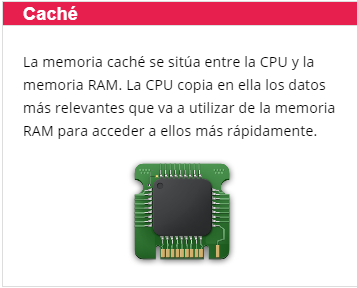 Caché
La memoria caché se sitúa entre la CPU y la
memoria RAM. La CPU copia en ella los datos
más relevantes que va a utilizar de la memoria
RAM para acceder a ellos más rápidamente.